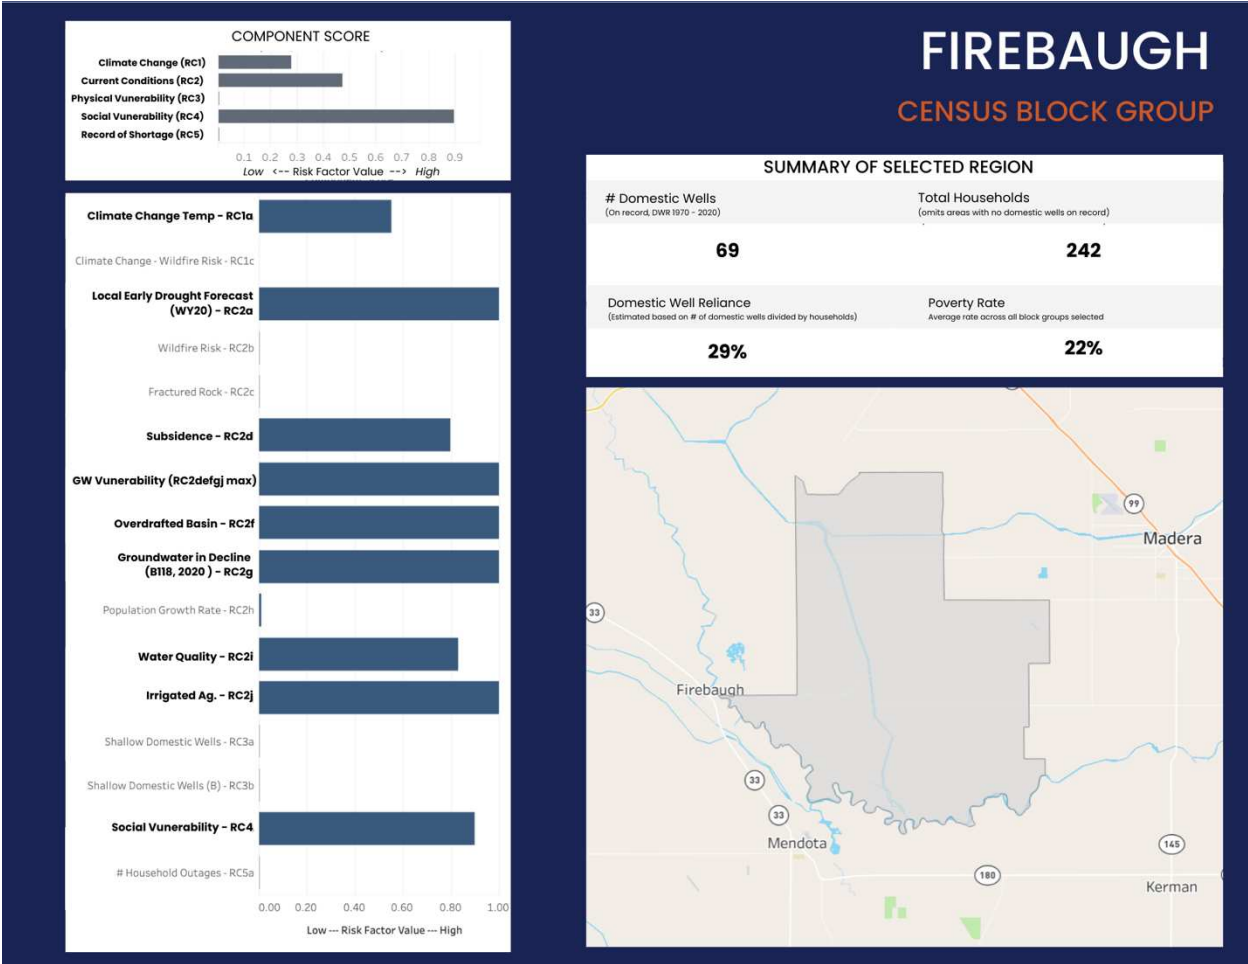 FIREBAUGH
CENSUS BLOCK GROUP
COMPONENT SCORE
Climate Change (RC1)
Current Conditions (RC2)
Physical Vunerability (RC3)
Social Vunerability (RC4)
Record of Shortage (RC5)
0.1 0.2 0.3 0.4 0.5 0.6 0.7 0.8 0.9
Low <-- Risk Factor Value --> High
Climate Change Temp - RC1a
Climate Change - Wildfire Risk - RC1c
Local Early Drought Forecast
(WY20) - RC2a
Wildfire Risk - RC2b
Fractured Rock - RC2c
Subsidence - RC2d
GW Vunerability (RC2defgj max)
Overdrafted Basin - RC2f
Groundwater in Decline
(B118, 2020 ) - RC2g
Population Growth Rate - RC2h
Water Quality - RC2i
Irrigated Ag. - RC2j
Shallow Domestic Wells - RC3a
Shallow Domestic Wells (B) - RC3b
Social Vunerability - RC4
# Household Outages - RC5a
0.00 0.20 0.40 0.60 0.80 1.00
Low --- Risk Factor Value --- High
SUMMARY OF SELECTED REGION
# Domestic Wells
(On record, DWR 1970 - 2020)
69
Total Households
(omits areas with no domestic wells on record)
242
Domestic Well Reliance
(Estimated based on # of domestic wells divided by households)
29%
Poverty Rate
Average rate across all block groups selected
22%
99
Madera
33
Firebaugh
33
33
Mendota
145
180
Kerman